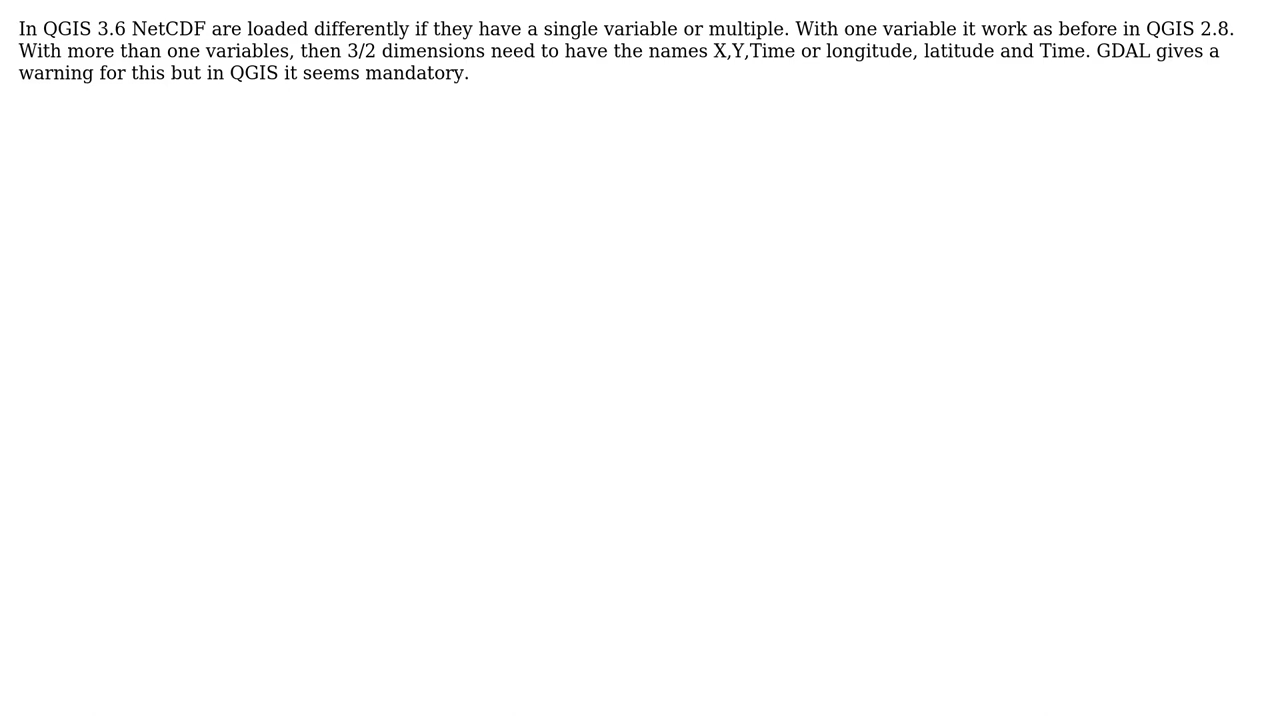 In QGIS 3.6 NetCDF are loaded differently if they have a single variable or multiple. With one variable it work as before in QGIS 2.8.
With more than one variables, then 3/2 dimensions need to have the names X,Y,Time or longitude, latitude and Time. GDAL gives a
warning for this but in QGIS it seems mandatory.